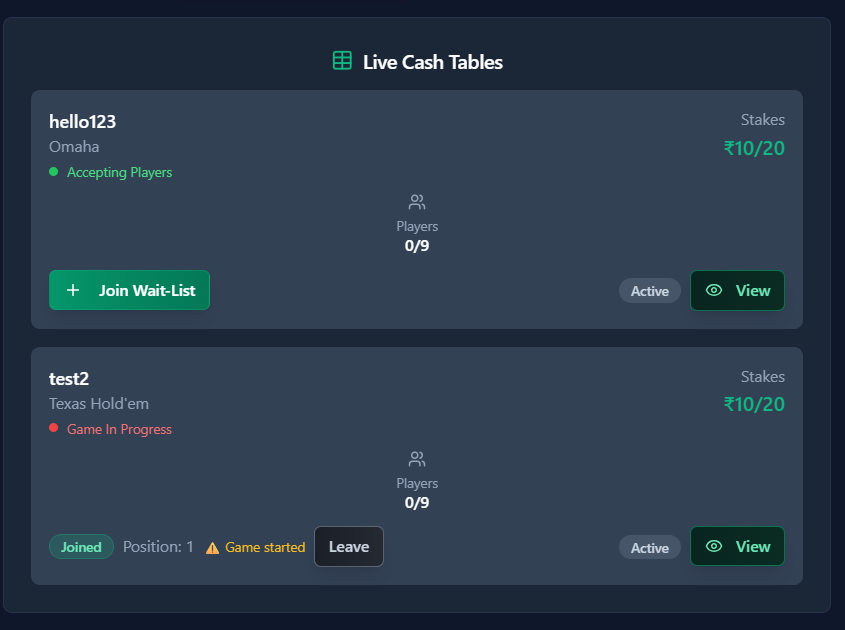 Live Cash Tables
hello123
Stakes
Omaha
₹10/20
Accepting Players
Players
0/9
+ Join Wait-List
Active
View
test2
Stakes
Texas Hold'em
₹10/20
Game In Progress
Players
0/9
Joined
Position: 1
Game started
Leave
Active
View